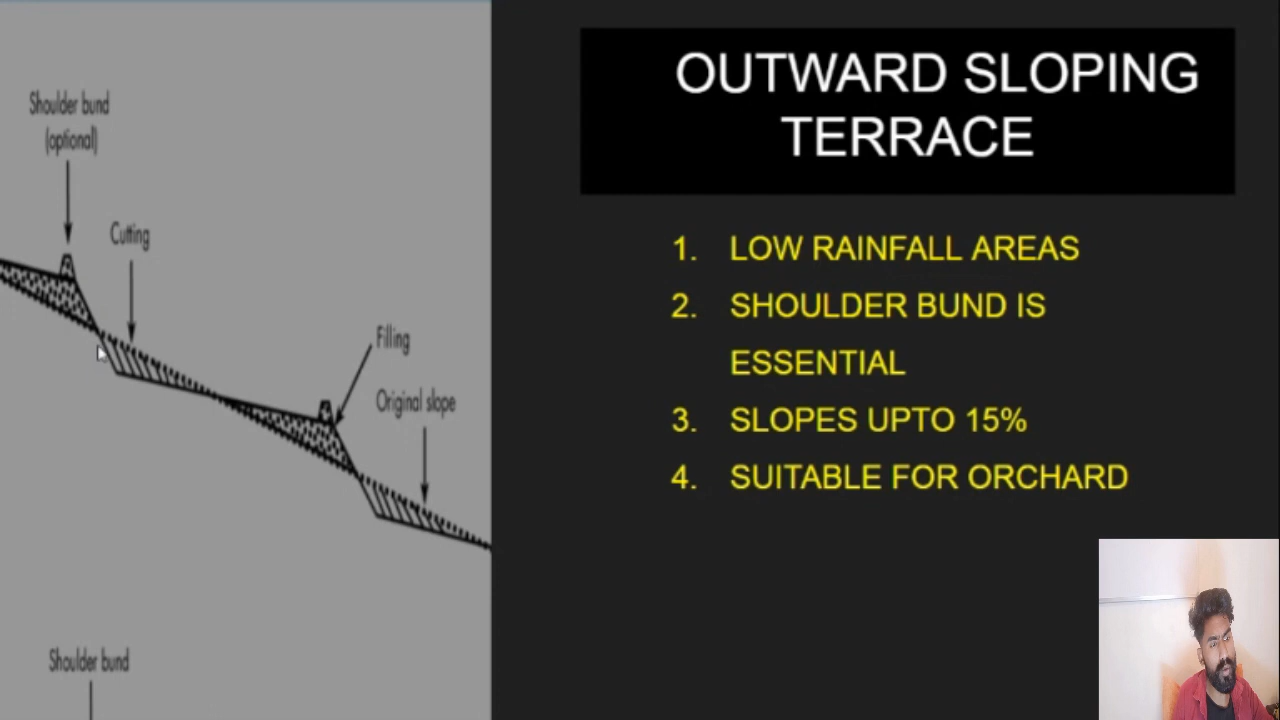 Shoulder bund
(optional)
Cutting
Filling
Original slope
Shoulder bund
OUTWARD SLOPING
TERRACE
1. LOW RAINFALL AREAS
2. SHOULDER BUND IS
ESSENTIAL
3. SLOPES UPTO 15%
4. SUITABLE FOR ORCHARD